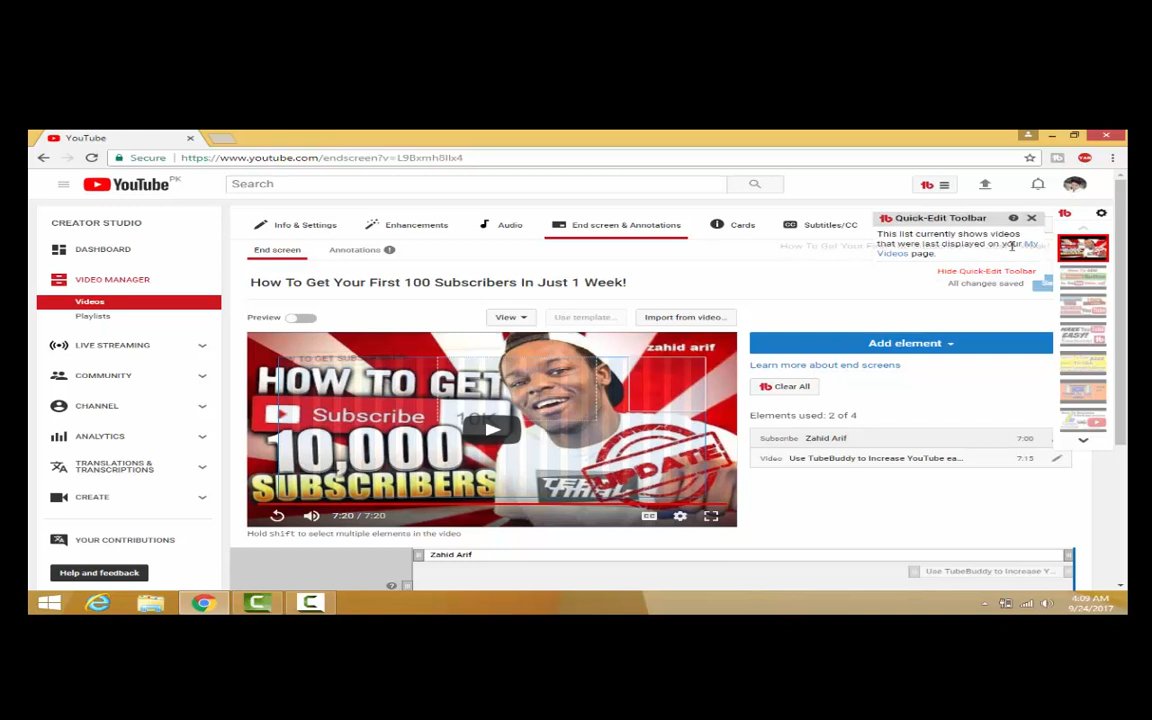 YouTube
Secure
https://www.youtube.com/endscreen?v=L9Bxmh8llx4
YouTube PK
Search
CREATOR STUDIO
DASHBOARD
VIDEO MANAGER
Videos
Playlists
LIVE STREAMING
COMMUNITY
CHANNEL
ANALYTICS
TRANSLATIONS &
TRANSCRIPTIONS
CREATE
YOUR CONTRIBUTIONS
Help and feedback
Info & Settings
Enhancements
Audio
End screen & Annotations
Cards
Subtitles/CC
End screen
Annotations
How To Get Your First 100 Subscribers In Just 1 Week!
Preview
View
Use template...
Import from video...
zahid arif
HOW TO GET
Subscribe
10K
10,000
SUBSCRIBERS
UPDATE
7:20 / 7:20
Hold Shift to select multiple elements in the video
Quick-Edit Toolbar
This list currently shows videos
that were last displayed on your My
Videos page.
Hide Quick-Edit Toolbar
All changes saved
Add element
Learn more about end screens
Clear All
Elements used: 2 of 4
Subscribe Zahid Arif 7:00
Video Use TubeBuddy to Increase YouTube ea... 7:15
Zahid Arif
Use TubeBuddy to Increase Y...
4:09 AM
9/24/2017